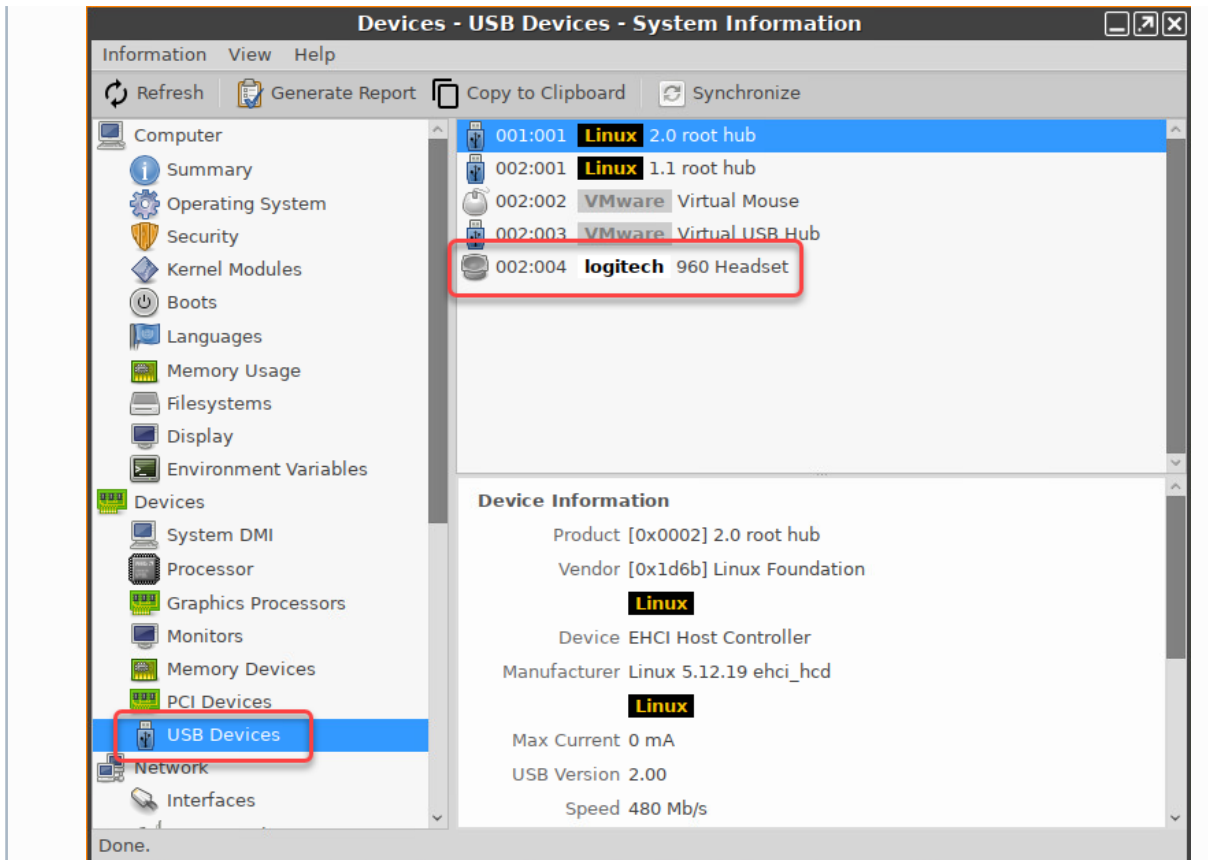 Devices - USB Devices - System Information
Information View Help
Refresh Generate Report Copy to Clipboard Synchronize
Computer
Summary
Operating System
Security
Kernel Modules
Boots
Languages
Memory Usage
Filesystems
Display
Environment Variables
Devices
System DMI
Processor
Graphics Processors
Monitors
Memory Devices
PCI Devices
USB Devices
Network
Interfaces
001:001 Linux 2.0 root hub
002:001 Linux 1.1 root hub
002:002 VMware Virtual Mouse
002:003 VMware Virtual USB Hub
002:004 logitech 960 Headset
Device Information
Product [0x0002] 2.0 root hub
Vendor [0x1d6b] Linux Foundation
Linux
Device EHCI Host Controller
Manufacturer Linux 5.12.19 ehci_hcd
Linux
Max Current 0 mA
USB Version 2.00
Speed 480 Mb/s
Done.